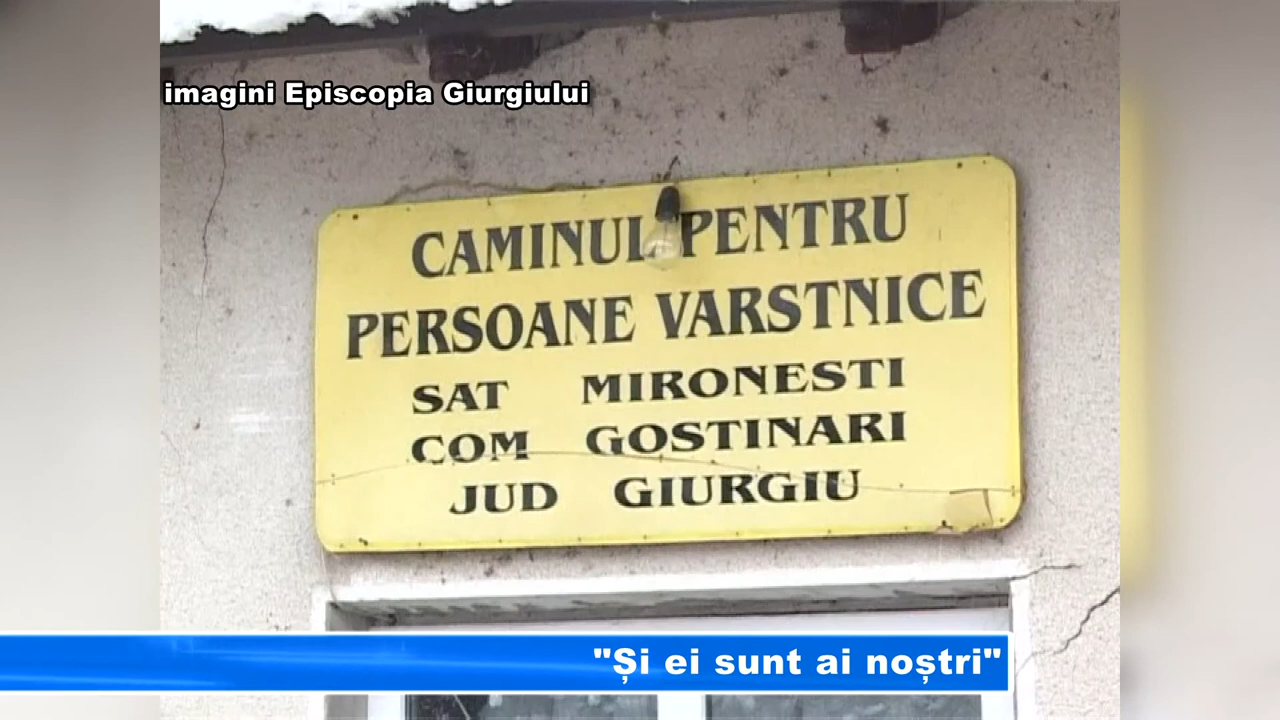 imagini Episcopia Giurgiului
CAMINUL PENTRU
PERSOANE VARSTNICE
SAT MIRONESTI
COM GOSTINARI
JUD GIURGIU
"Și ei sunt ai noștri"